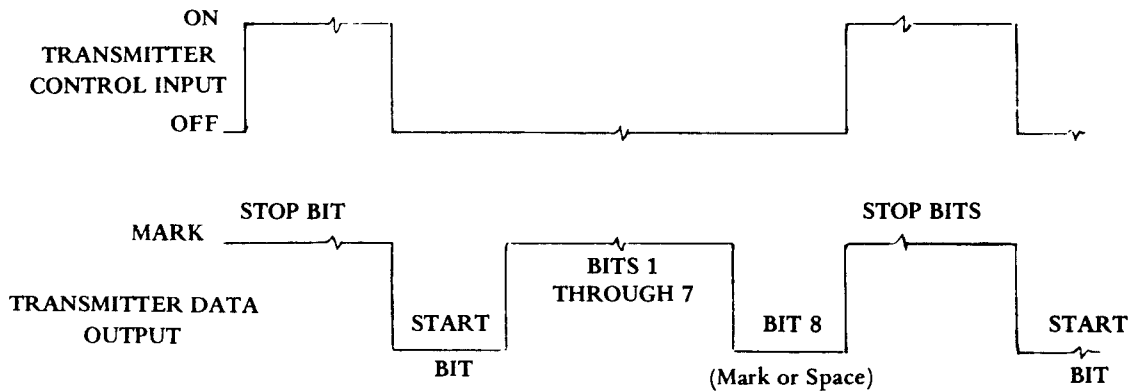 ON
TRANSMITTER
CONTROL INPUT
OFF
STOP BIT
STOP BITS
MARK
BITS 1
THROUGH 7
TRANSMITTER DATA
OUTPUT
START
BIT
BIT 8
(Mark or Space)
START
BIT